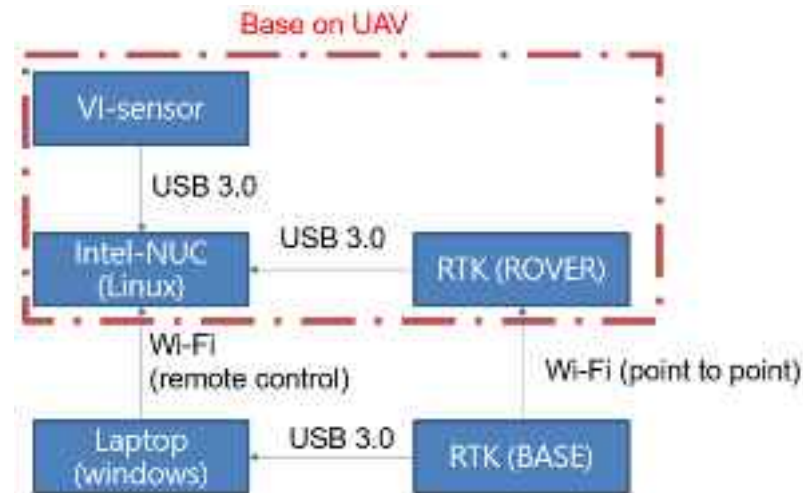 Base on UAV
VI-sensor
USB 3.0
Intel-NUC
(Linux)
USB 3.0
RTK (ROVER)
Wi-Fi
(remote control)
Wi-Fi (point to point)
Laptop
(windows)
USB 3.0
RTK (BASE)